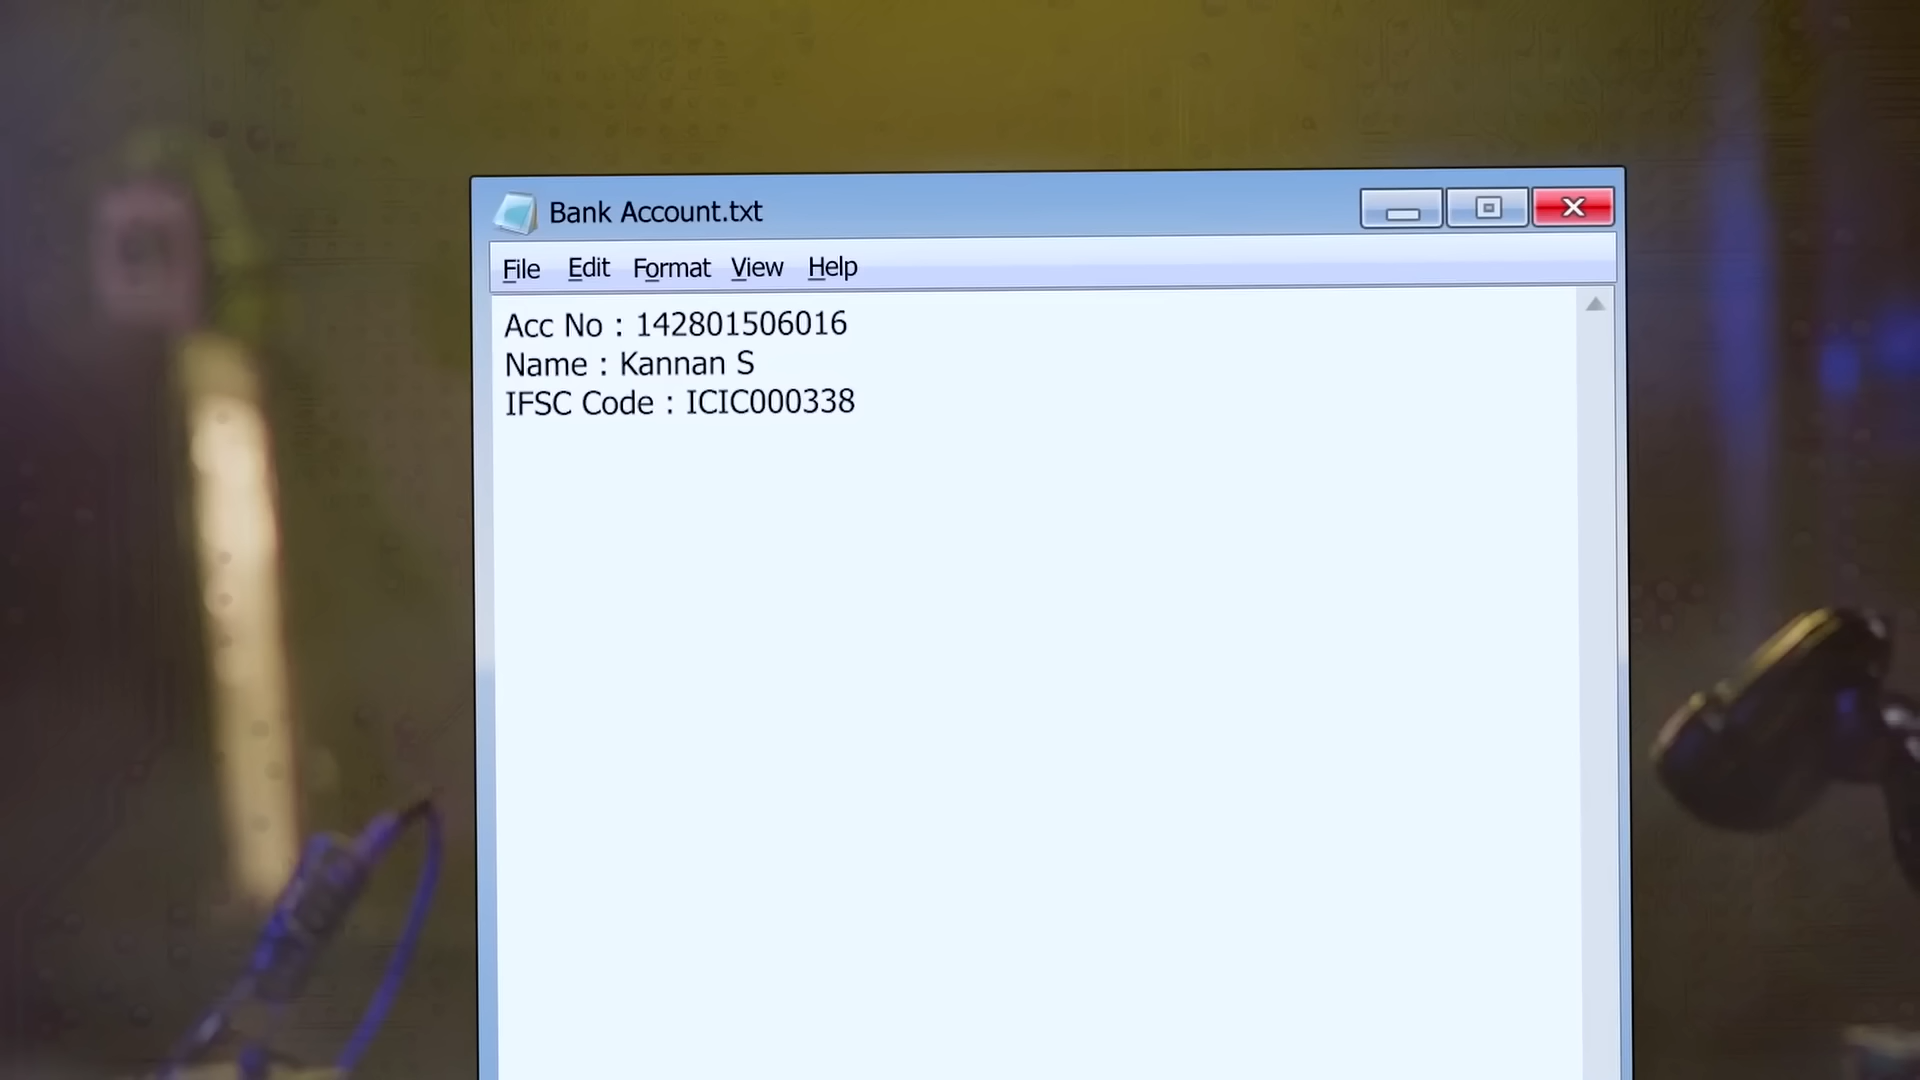 Bank Account.txt
File Edit Format View Help
Acc No : 142801506016
Name : Kannan S
IFSC Code : ICIC000338